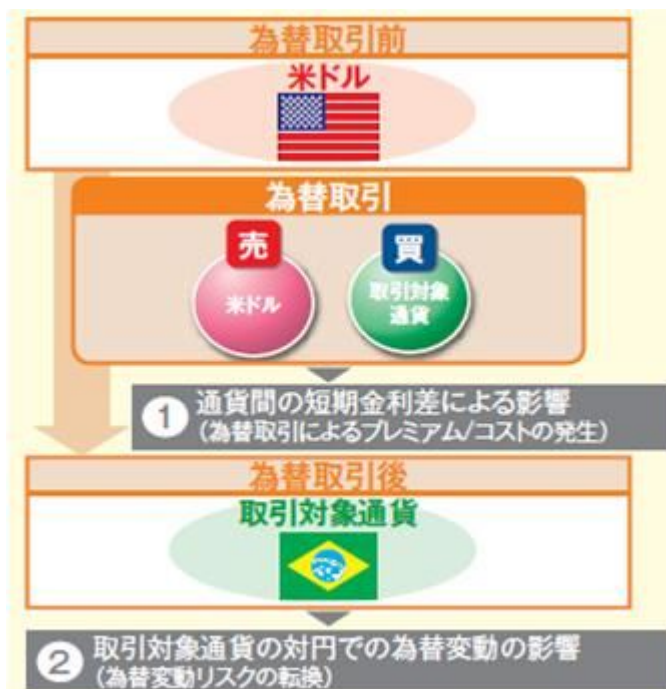 為替取引前
米ドル
為替取引
売
買
米ドル
取引対象
通貨
① 通貨間の短期金利差による影響
(為替取引によるプレミアム/コストの発生)
為替取引後
取引対象通貨
② 取引対象通貨の対円での為替変動の影響
(為替変動リスクの転換)